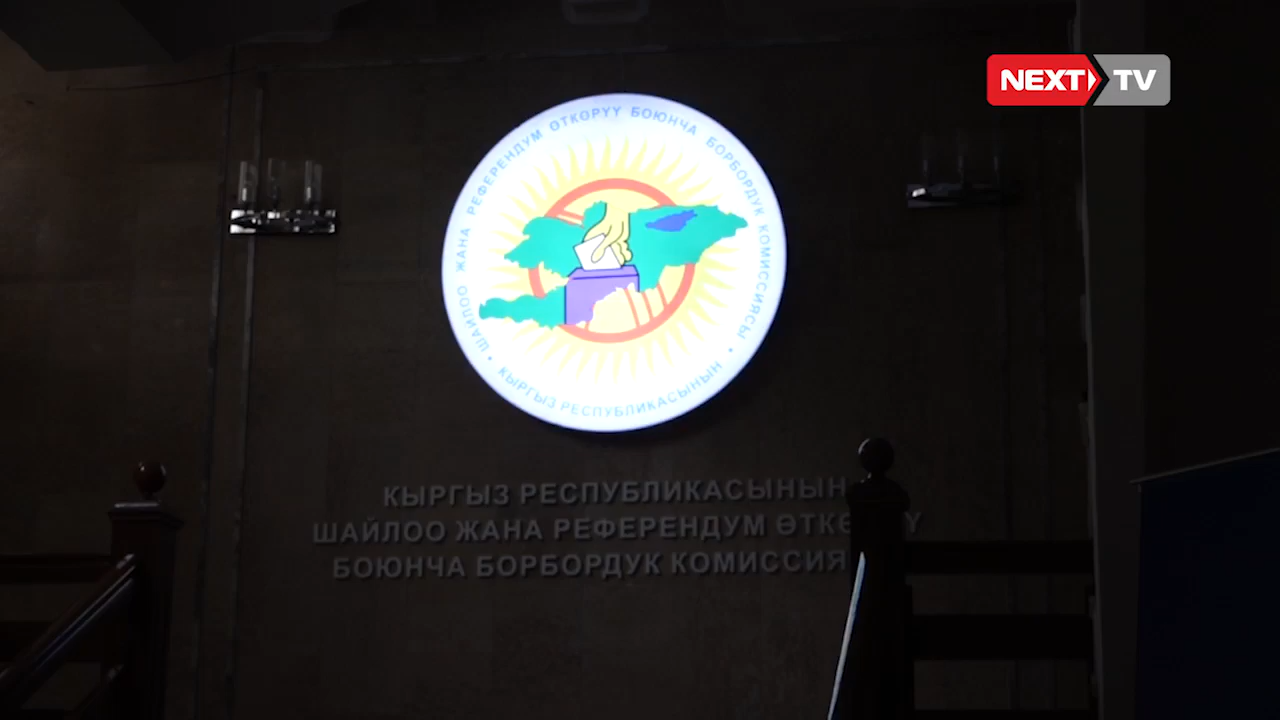 NEXT TV
ШАЙЛОО ЖАНА РЕФЕРЕНДУМ ӨТКӨРҮҮ БОЮНЧА БОРБОРДУК КОМИССИЯСЫ
• КЫРГЫЗ РЕСПУБЛИКАСЫНЫН •
КЫРГЫЗ РЕСПУБЛИКАСЫНЫН
ШАЙЛОО ЖАНА РЕФЕРЕНДУМ
БОЮНЧА БОРБОРДУК